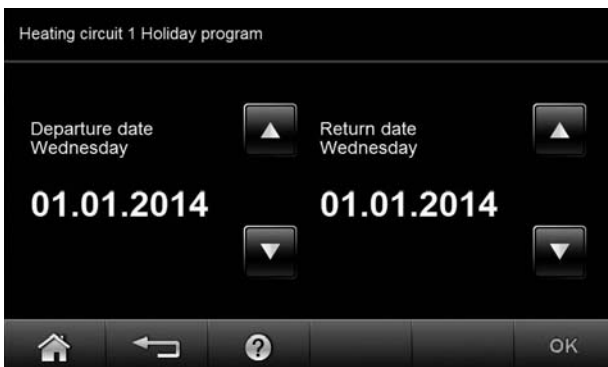 Heating circuit 1 Holiday program
Departure date
Wednesday
01.01.2014
Return date
Wednesday
01.01.2014
?
OK